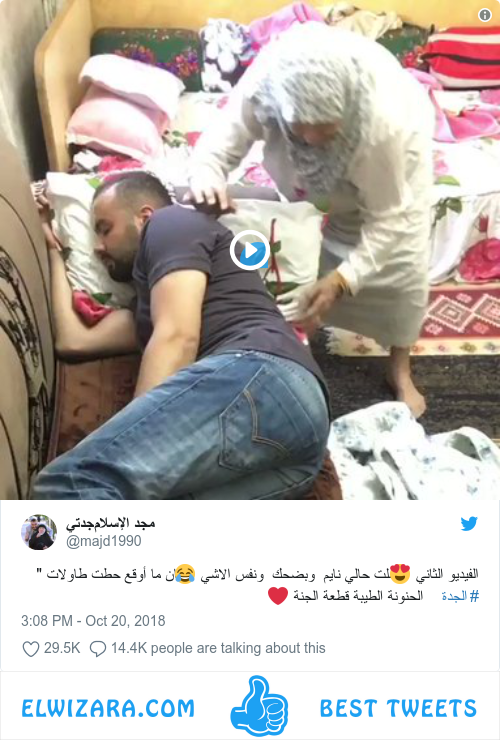 مجد الإسلام‌جدتي
@majd1990
الفيديو الثاني 😍لت حالي نايم وبضحك ونفس الاشي 😂ن ما أوقع حطت طاولات "
#الجدة الحنونة الطيبة قطعة الجنة ❤
3:08 PM - Oct 20, 2018
29.5K 14.4K people are talking about this
ELWIZARA.COM BEST TWEETS